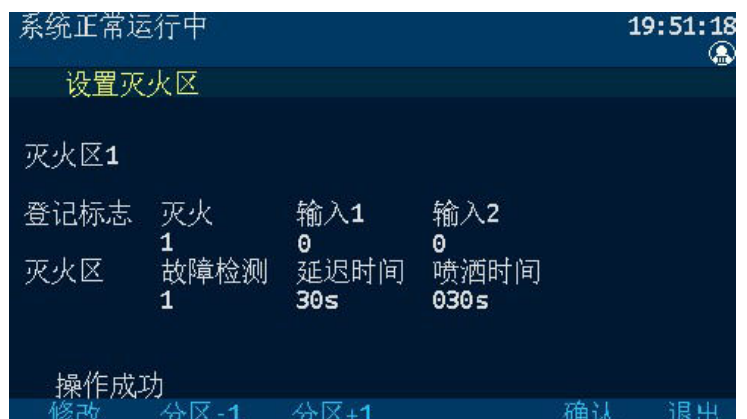 系统正常运行中 19:51:18
设置灭火区
灭火区1
登记标志 灭火 输入1 输入2
1 0 0
灭火区 故障检测 延迟时间 喷洒时间
1 30s 030s
操作成功
修改 分区-1 分区+1 确认 退出